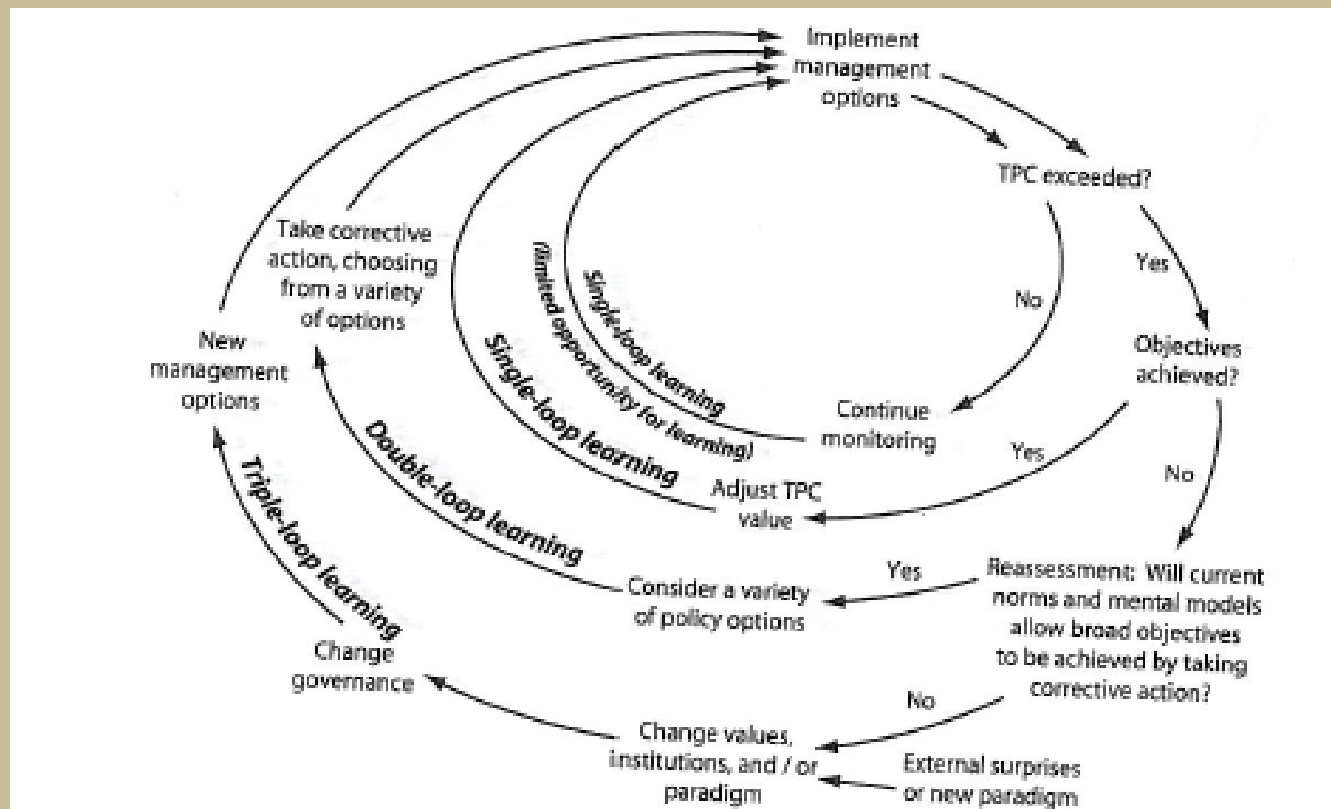 Implement
management
options
TPC exceeded?
Yes
No
Objectives
achieved?
Take corrective
action, choosing
from a variety
of options
New
management
options
Single-loop learning
(limited opportunity for learning)
Continue
monitoring
Single-loop learning
Yes
No
Adjust TPC
value
Double-loop learning
Triple-loop learning
Yes
Reassessment: Will current
norms and mental models
allow broad objectives
to be achieved by taking
corrective action?
Consider a variety
of policy options
Change
governance
No
Change values,
institutions, and / or
paradigm
External surprises
or new paradigm